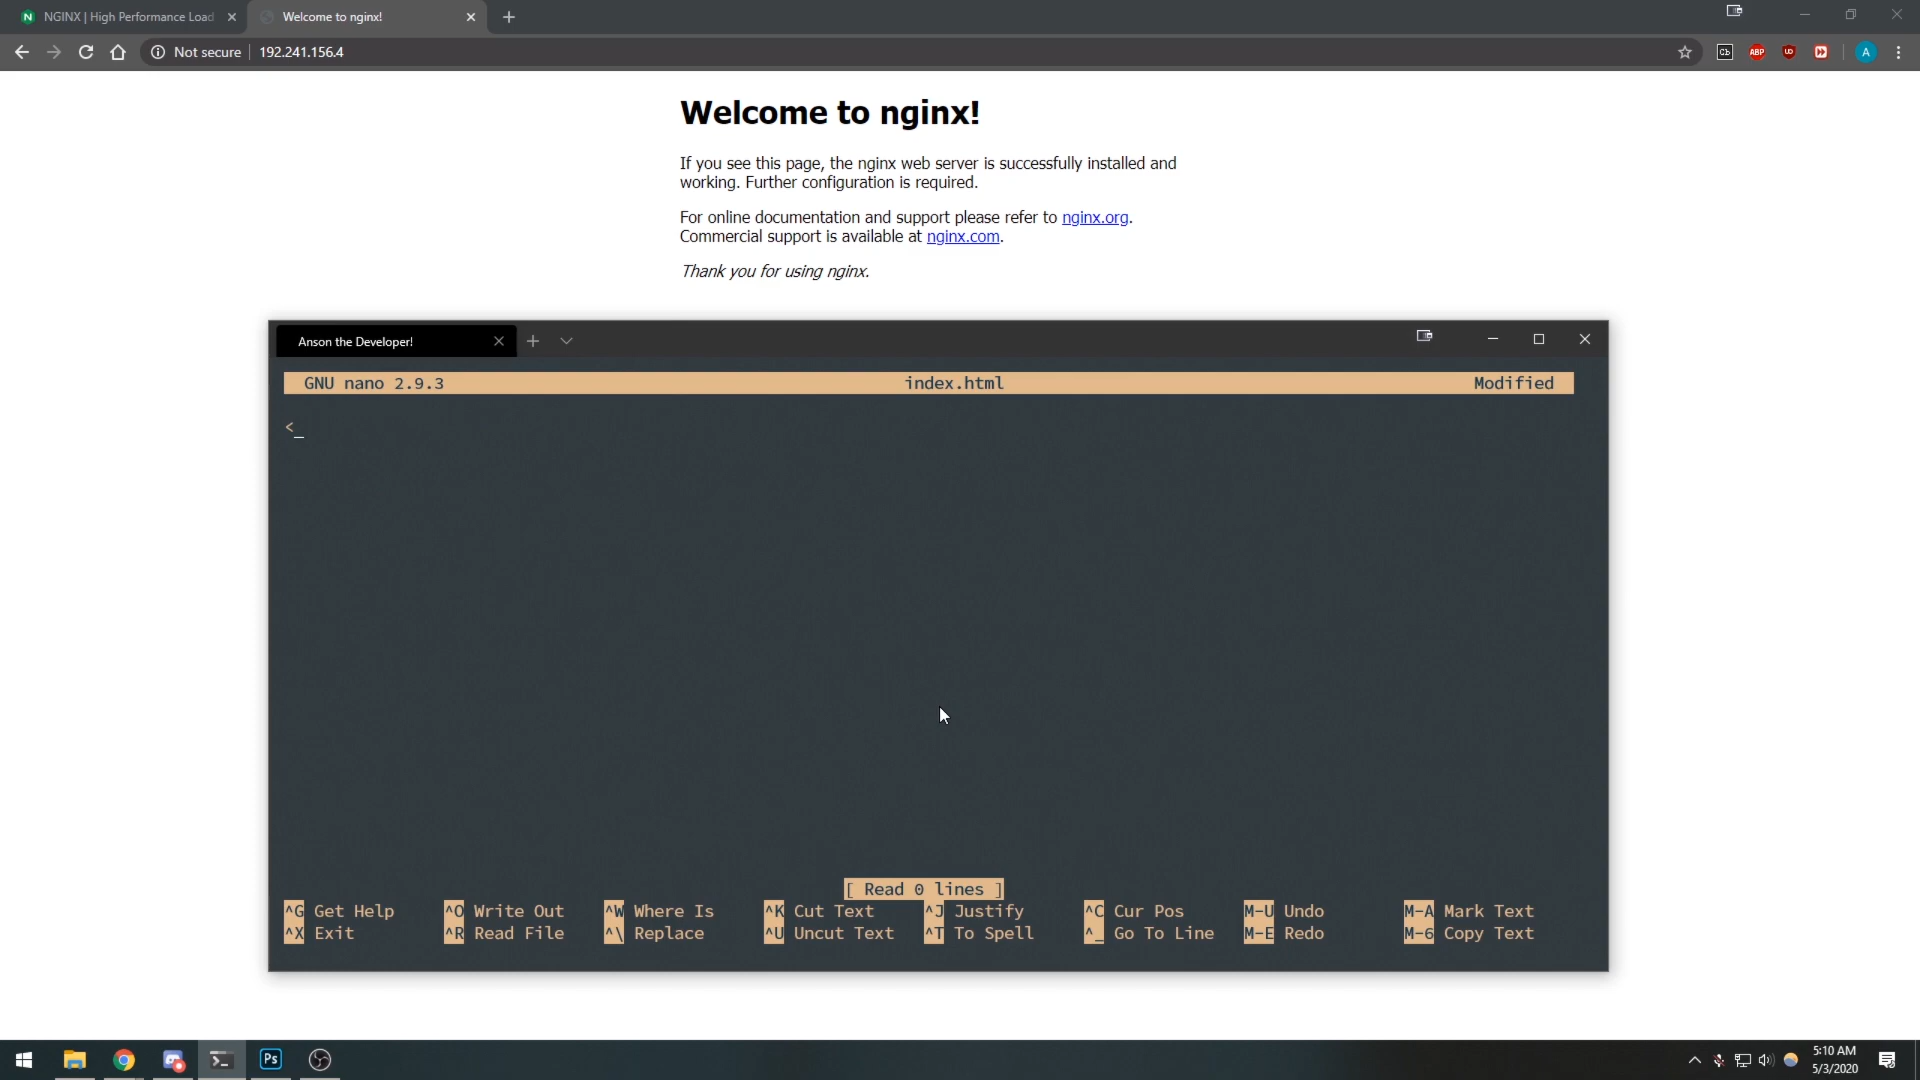 NGINX | High Performance Load
Welcome to nginx!
Not secure
192.241.156.4
ABP
A
Welcome to nginx!
If you see this page, the nginx web server is successfully installed and
working. Further configuration is required.
For online documentation and support please refer to nginx.org.
Commercial support is available at nginx.com.
Thank you for using nginx.
Anson the Developer!
GNU nano 2.9.3 index.html Modified
<_
[ Read 0 lines ]
^G Get Help ^O Write Out ^W Where Is ^K Cut Text ^J Justify ^C Cur Pos M-U Undo M-A Mark Text
^X Exit ^R Read File ^\ Replace ^U Uncut Text ^T To Spell ^_ Go To Line M-E Redo M-6 Copy Text
Ps
5:10 AM
5/3/2020